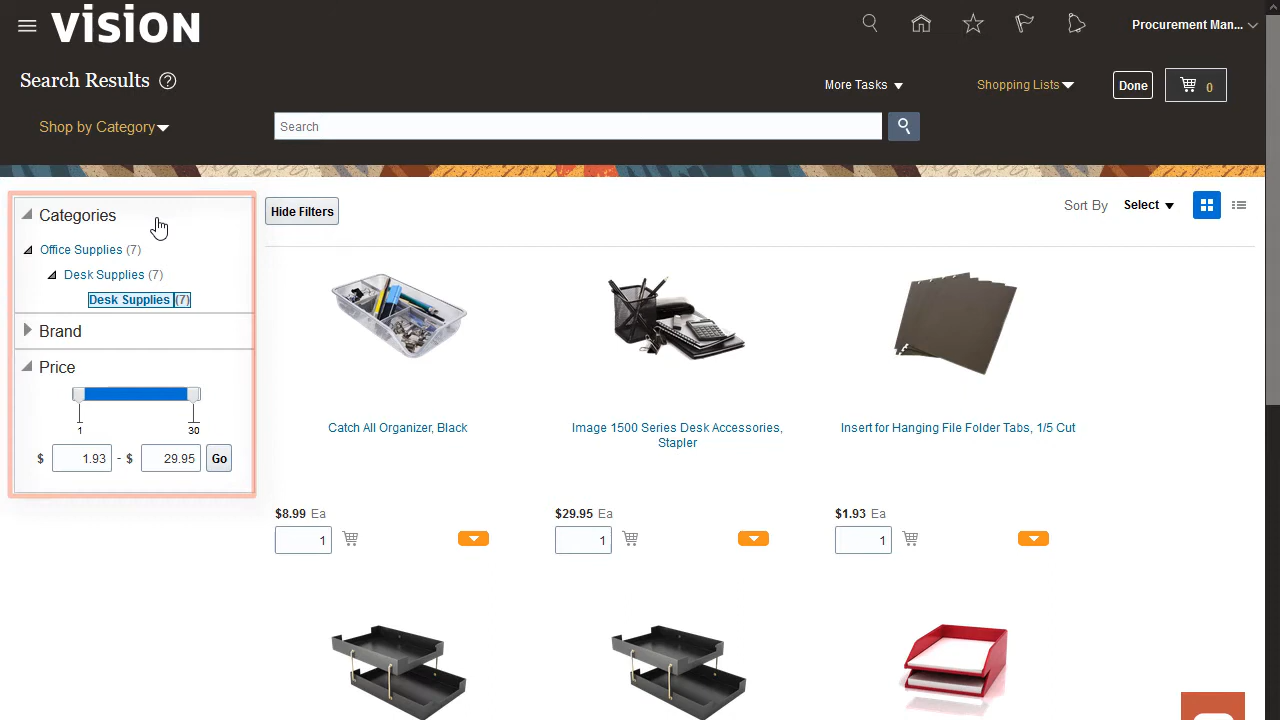 vision
Procurement Man...
Search Results ?
More Tasks
Shopping Lists
Done
0
Shop by Category
Search
Categories
Office Supplies (7)
Desk Supplies (7)
Desk Supplies (7)
Brand
Price
1 30
$ 1.93 - $ 29.95 Go
Hide Filters
Sort By Select
Catch All Organizer, Black
$8.99 Ea
1
Image 1500 Series Desk Accessories,
Stapler
$29.95 Ea
1
Insert for Hanging File Folder Tabs, 1/5 Cut
$1.93 Ea
1